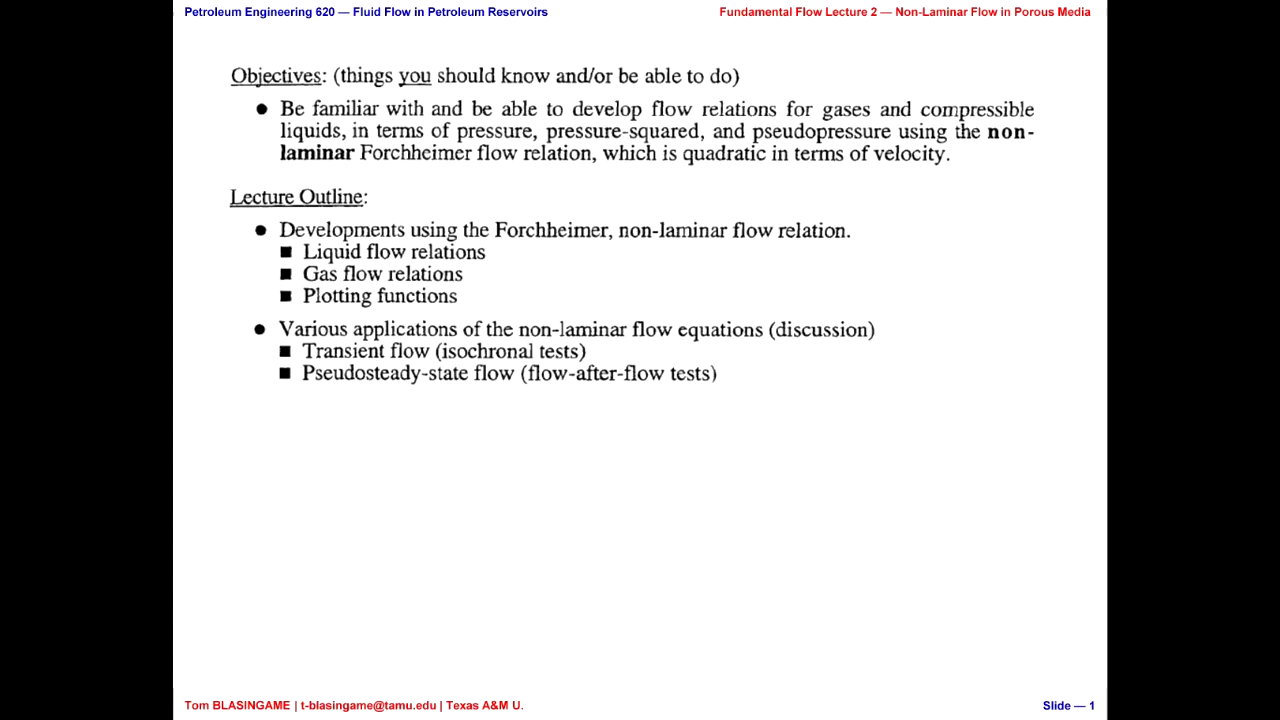 Petroleum Engineering 620 — Fluid Flow in Petroleum Reservoirs
Fundamental Flow Lecture 2 — Non-Laminar Flow in Porous Media
Objectives: (things you should know and/or be able to do)
● Be familiar with and be able to develop flow relations for gases and compressible
liquids, in terms of pressure, pressure-squared, and pseudopressure using the non-
laminar Forchheimer flow relation, which is quadratic in terms of velocity.
Lecture Outline:
● Developments using the Forchheimer, non-laminar flow relation.
■ Liquid flow relations
■ Gas flow relations
■ Plotting functions
● Various applications of the non-laminar flow equations (discussion)
■ Transient flow (isochronal tests)
■ Pseudosteady-state flow (flow-after-flow tests)
Tom BLASINGAME | t-blasingame@tamu.edu | Texas A&M U.
Slide — 1